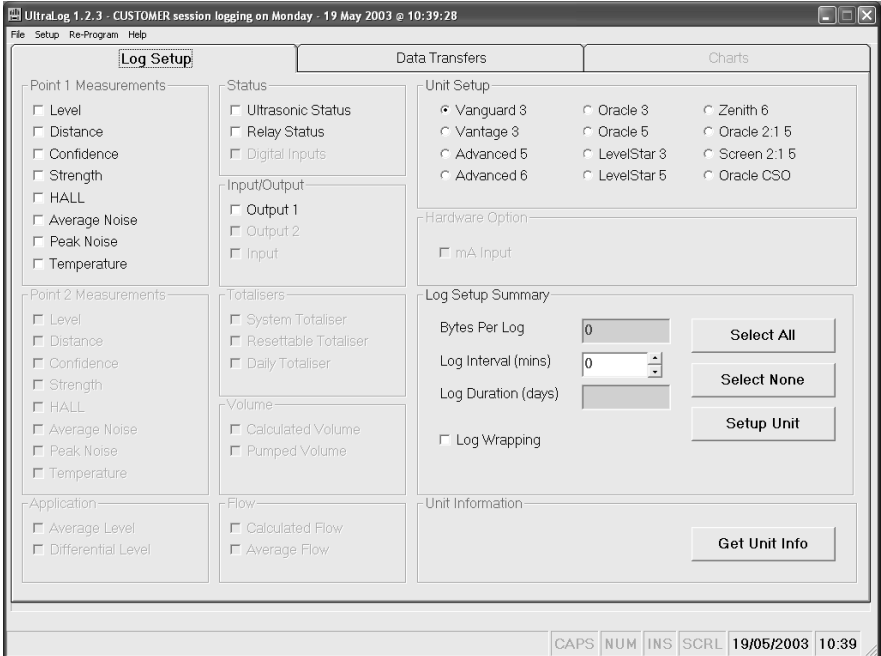 UltraLog 1.2.3 - CUSTOMER session logging on Monday - 19 May 2003 @ 10:39:28
File Setup Re-Program Help
Log Setup
Data Transfers
Charts
Point 1 Measurements
Level
Distance
Confidence
Strength
HALL
Average Noise
Peak Noise
Temperature
Point 2 Measurements
Level
Distance
Confidence
Strength
HALL
Average Noise
Peak Noise
Temperature
Application
Average Level
Differential Level
Status
Ultrasonic Status
Relay Status
Digital Inputs
Input/Output
Output 1
Output 2
Input
Totalisers
System Totaliser
Resettable Totaliser
Daily Totaliser
Volume
Calculated Volume
Pumped Volume
Flow
Calculated Flow
Average Flow
Unit Setup
Vanguard 3
Vantage 3
Advanced 5
Advanced 6
Oracle 3
Oracle 5
LevelStar 3
LevelStar 5
Zenith 6
Oracle 2:1 5
Screen 2:1 5
Oracle CSO
Hardware Option
mA Input
Log Setup Summary
Bytes Per Log 0
Log Interval (mins) 0
Log Duration (days)
Log Wrapping
Select All
Select None
Setup Unit
Unit Information
Get Unit Info
CAPS NUM INS SCRL 19/05/2003 10:39